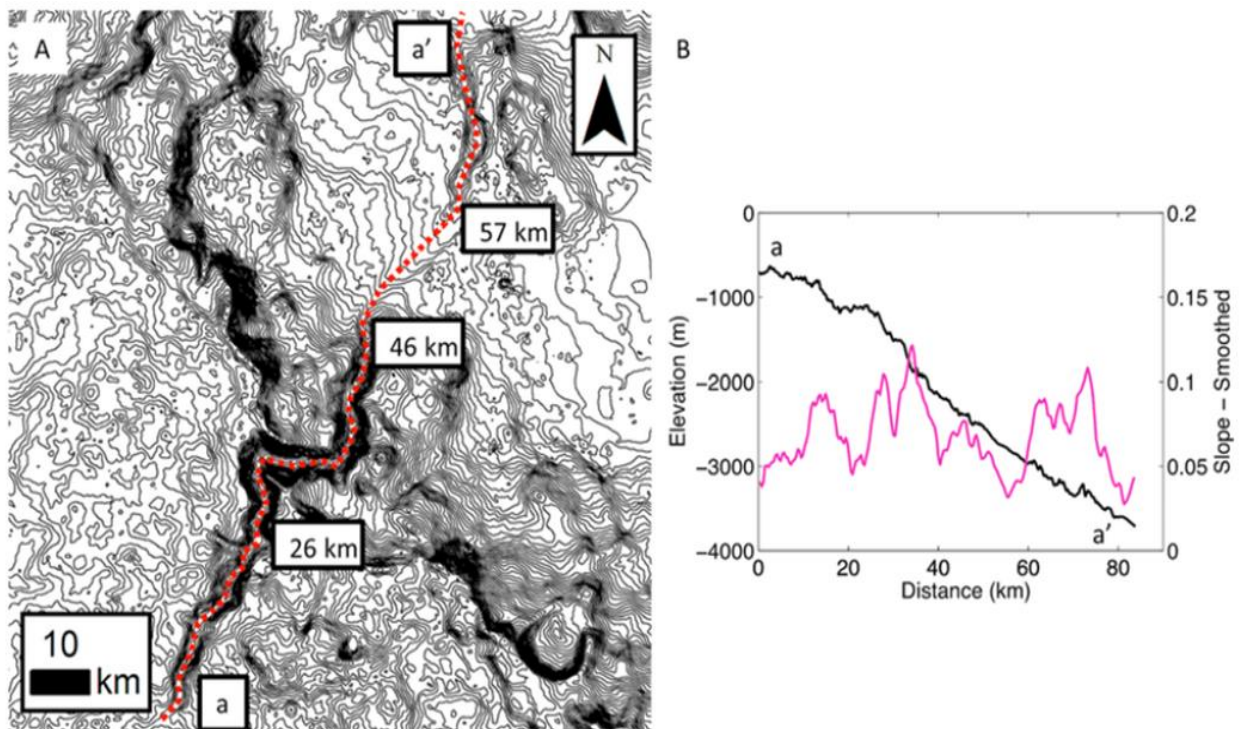 A
a'
N
57 km
46 km
26 km
10
km
a
B
0
−1000
−2000
−3000
−4000
Elevation (m)
a
a'
0.2
0.15
0.1
0.05
0
Slope − Smoothed
0 20 40 60 80
Distance (km)